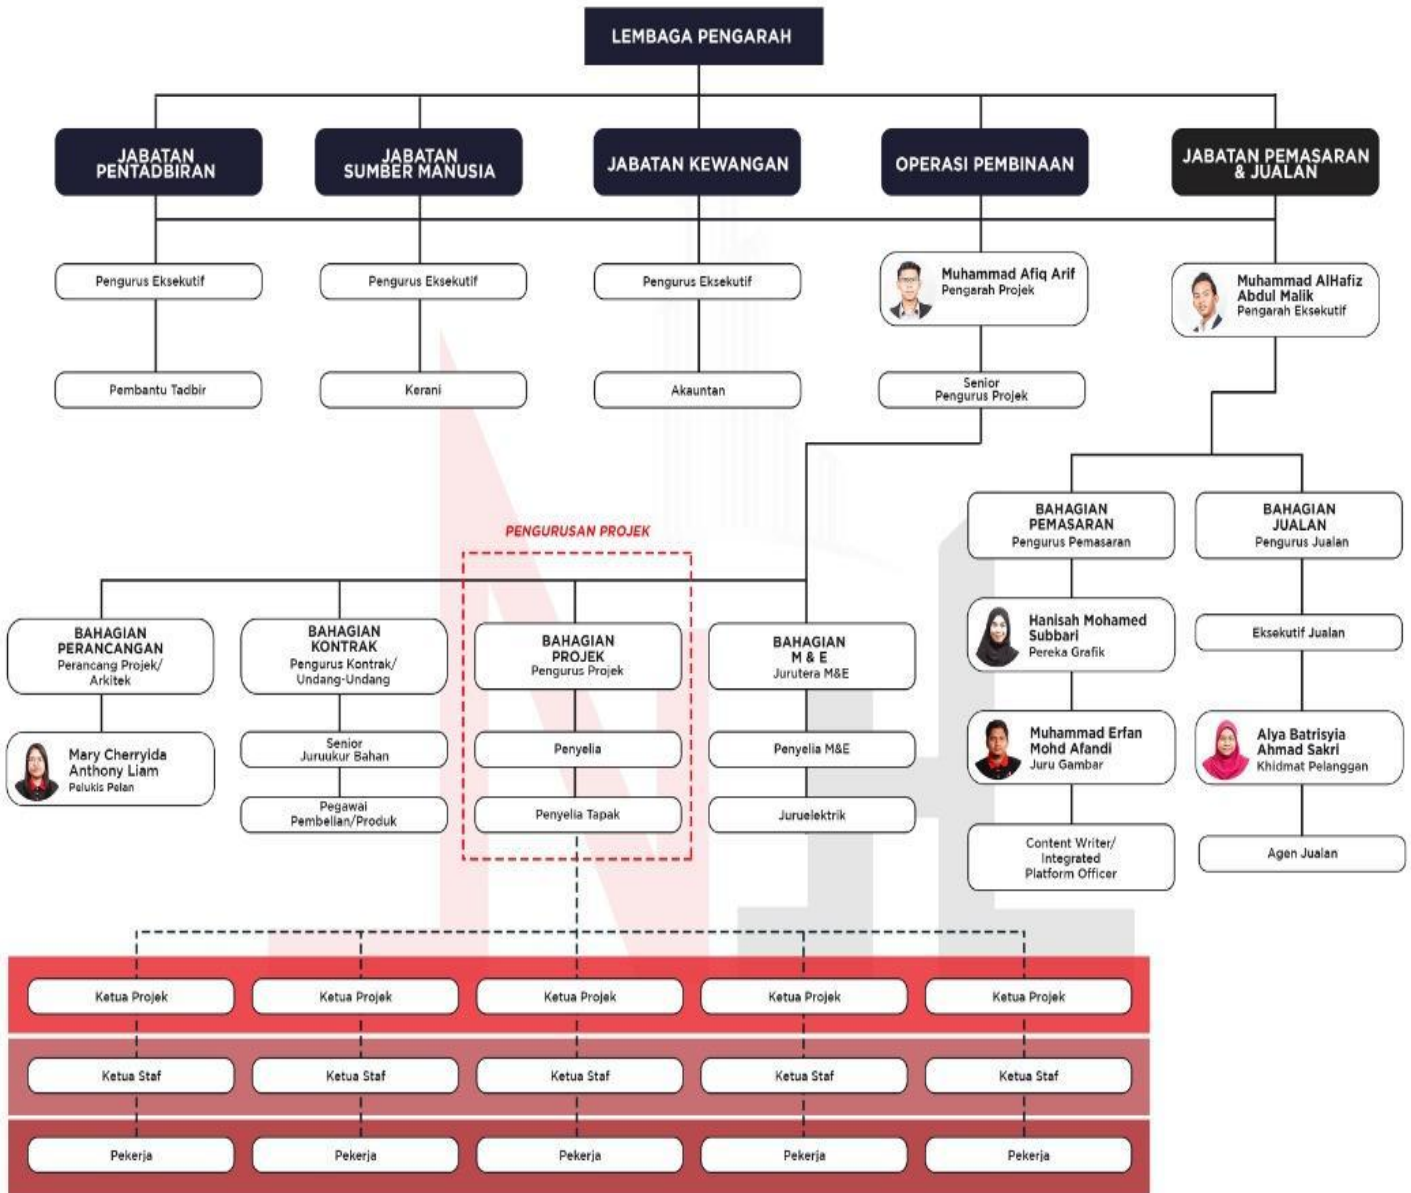 LEMBAGA PENGARAH
JABATAN
PENTADBIRAN
JABATAN
SUMBER MANUSIA
JABATAN KEWANGAN
OPERASI PEMBINAAN
JABATAN PEMASARAN
& JUALAN
Pengurus Eksekutif
Pengurus Eksekutif
Pengurus Eksekutif
Muhammad Afiq Arif
Pengarah Projek
Muhammad AlHafiz
Abdul Malik
Pengarah Eksekutif
Pembantu Tadbir
Kerani
Akauntan
Senior
Pengurus Projek
BAHAGIAN
PEMASARAN
Pengurus Pemasaran
BAHAGIAN
JUALAN
Pengurus Jualan
PENGURUSAN PROJEK
BAHAGIAN
PERANCANGAN
Perancang Projek/
Arkitek
BAHAGIAN
KONTRAK
Pengurus Kontrak/
Undang-Undang
BAHAGIAN
PROJEK
Pengurus Projek
BAHAGIAN
M & E
Jurutera M&E
Hanisah Mohamed
Subbari
Pereka Grafik
Eksekutif Jualan
Mary Cherryida
Anthony Liam
Pelukis Pelan
Senior
Juruukur Bahan
Penyelia
Penyelia M&E
Muhammad Erfan
Mohd Afandi
Juru Gambar
Alya Batrisyia
Ahmad Sakri
Khidmat Pelanggan
Pegawai
Pembelian/Produk
Penyelia Tapak
Juruelektrik
Content Writer/
Integrated
Platform Officer
Agen Jualan
Ketua Projek
Ketua Projek
Ketua Projek
Ketua Projek
Ketua Projek
Ketua Staf
Ketua Staf
Ketua Staf
Ketua Staf
Ketua Staf
Pekerja
Pekerja
Pekerja
Pekerja
Pekerja